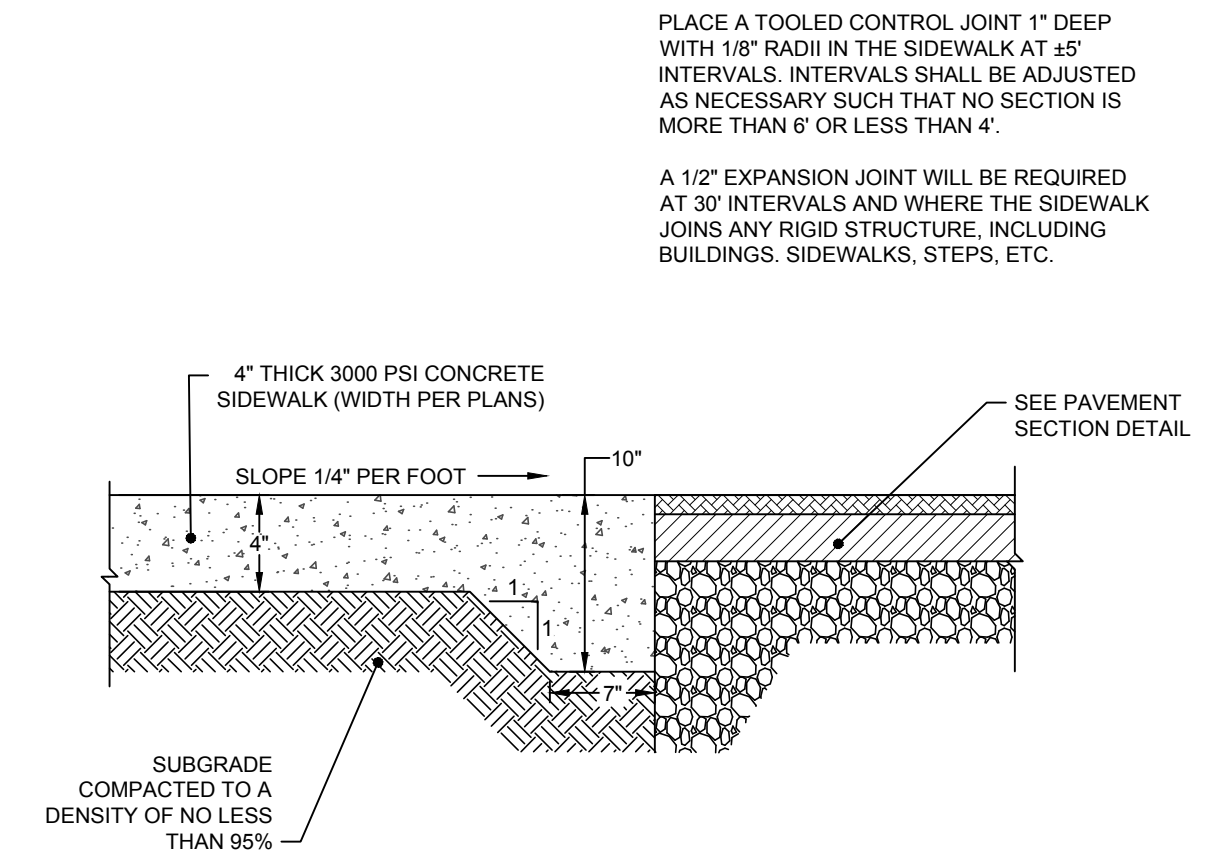 PLACE A TOOLED CONTROL JOINT 1" DEEP
WITH 1/8" RADII IN THE SIDEWALK AT ±5'
INTERVALS. INTERVALS SHALL BE ADJUSTED
AS NECESSARY SUCH THAT NO SECTION IS
MORE THAN 6' OR LESS THAN 4'.
A 1/2" EXPANSION JOINT WILL BE REQUIRED
AT 30' INTERVALS AND WHERE THE SIDEWALK
JOINS ANY RIGID STRUCTURE, INCLUDING
BUILDINGS. SIDEWALKS, STEPS, ETC.
4" THICK 3000 PSI CONCRETE
SIDEWALK (WIDTH PER PLANS)
SEE PAVEMENT
SECTION DETAIL
10"
SLOPE 1/4" PER FOOT
4"
1
1
7"
SUBGRADE
COMPACTED TO A
DENSITY OF NO LESS
THAN 95%